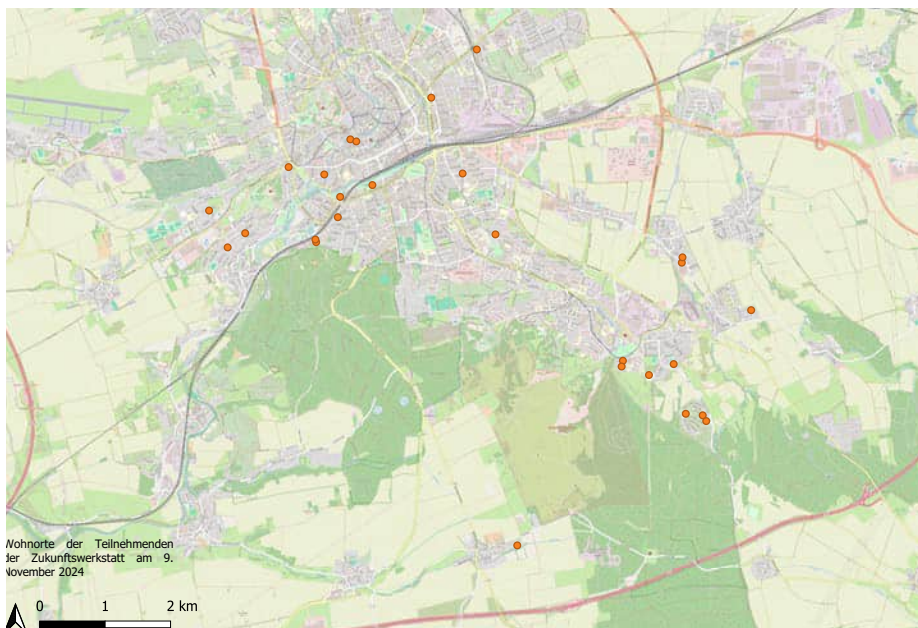 Wohnorte der Teilnehmenden
der Zukunftswerkstatt am 9.
November 2024
0 1 2 km